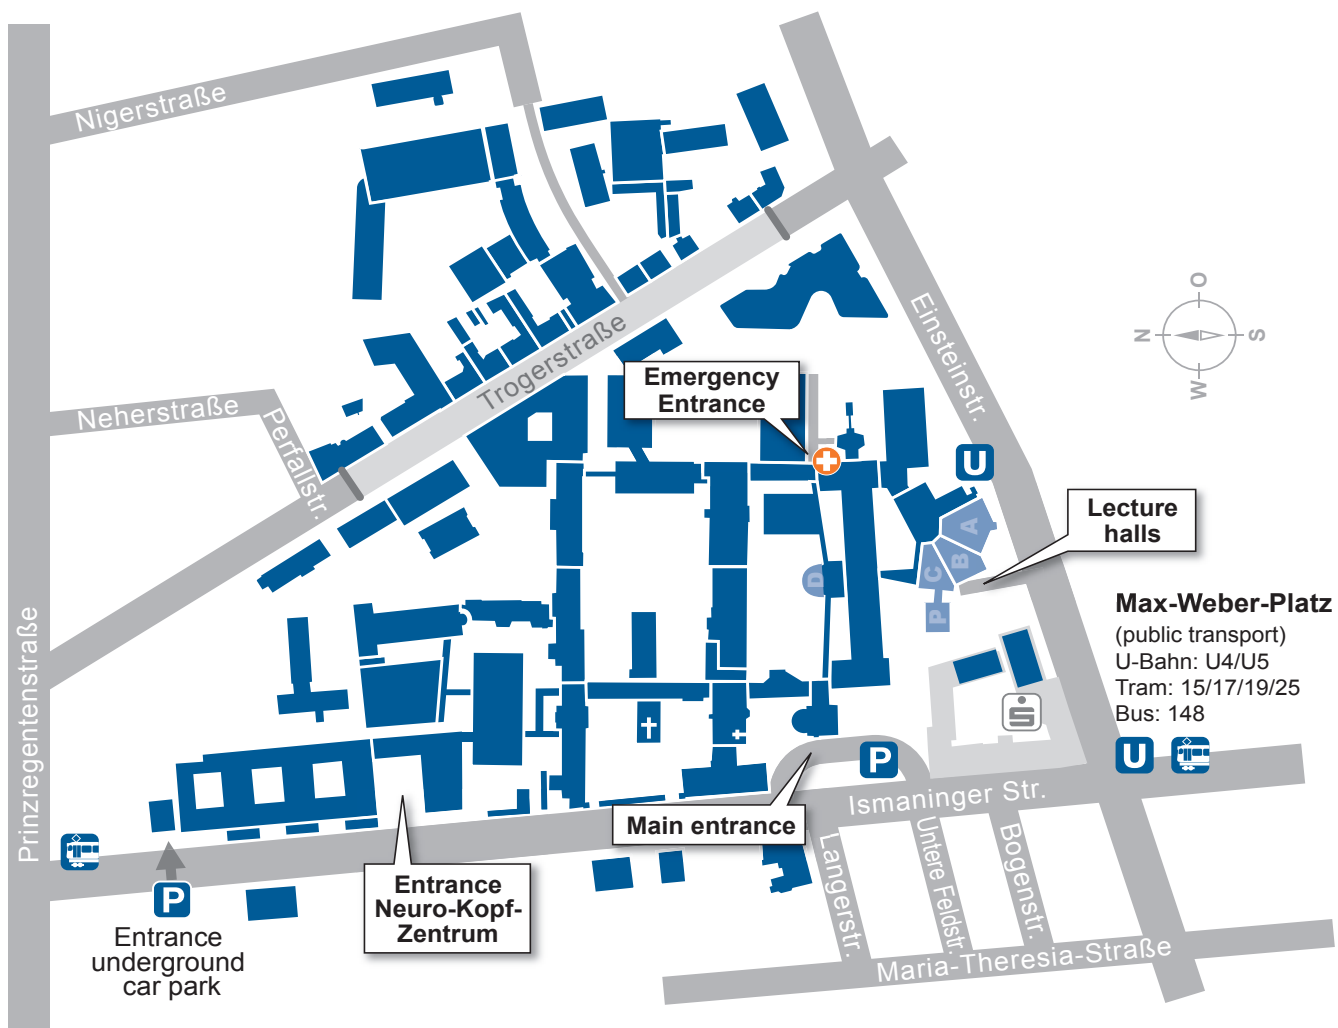 Nigerstraße
Einsteinstr.
O
N
S
W
Trogerstraße
Emergency
Entrance
Neherstraße
Perfallstr.
U
Lecture
halls
A
B
C
D
P
Prinzregentenstraße
Max-Weber-Platz
(public transport)
U-Bahn: U4/U5
Tram: 15/17/19/25
Bus: 148
U
P
Ismaninger Str.
Main entrance
Langerstr.
Untere Feldstr.
Bogenstr.
Maria-Theresia-Straße
Entrance
Neuro-Kopf-
Zentrum
P
Entrance
underground
car park